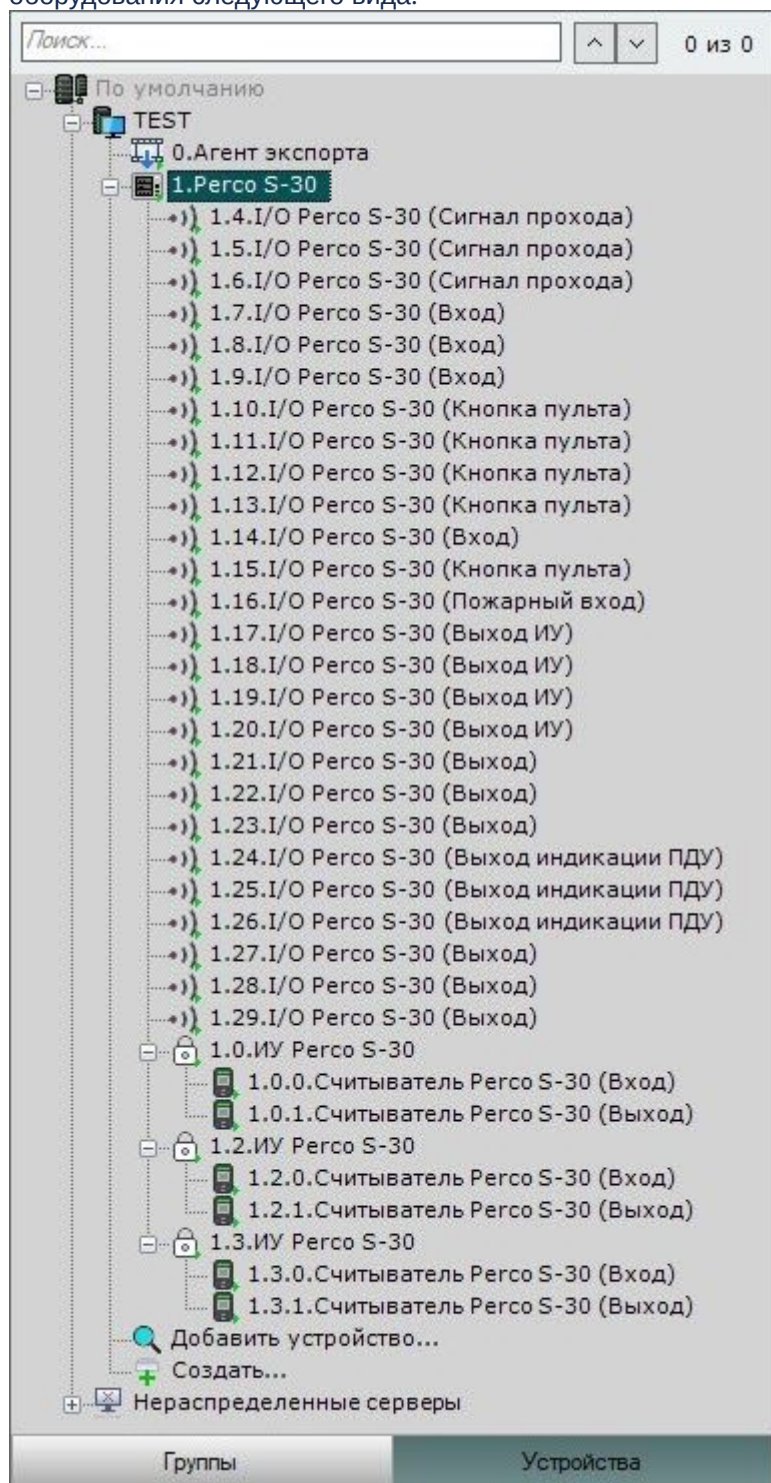 оборудования следующего вида:
Поиск...
0 из 0
По умолчанию
TEST
0.Агент экспорта
1.Perco S-30
1.4.I/O Perco S-30 (Сигнал прохода)
1.5.I/O Perco S-30 (Сигнал прохода)
1.6.I/O Perco S-30 (Сигнал прохода)
1.7.I/O Perco S-30 (Вход)
1.8.I/O Perco S-30 (Вход)
1.9.I/O Perco S-30 (Вход)
1.10.I/O Perco S-30 (Кнопка пульта)
1.11.I/O Perco S-30 (Кнопка пульта)
1.12.I/O Perco S-30 (Кнопка пульта)
1.13.I/O Perco S-30 (Кнопка пульта)
1.14.I/O Perco S-30 (Вход)
1.15.I/O Perco S-30 (Кнопка пульта)
1.16.I/O Perco S-30 (Пожарный вход)
1.17.I/O Perco S-30 (Выход ИУ)
1.18.I/O Perco S-30 (Выход ИУ)
1.19.I/O Perco S-30 (Выход ИУ)
1.20.I/O Perco S-30 (Выход ИУ)
1.21.I/O Perco S-30 (Выход)
1.22.I/O Perco S-30 (Выход)
1.23.I/O Perco S-30 (Выход)
1.24.I/O Perco S-30 (Выход индикации ПДУ)
1.25.I/O Perco S-30 (Выход индикации ПДУ)
1.26.I/O Perco S-30 (Выход индикации ПДУ)
1.27.I/O Perco S-30 (Выход)
1.28.I/O Perco S-30 (Выход)
1.29.I/O Perco S-30 (Выход)
1.0.ИУ Perco S-30
1.0.0.Считыватель Perco S-30 (Вход)
1.0.1.Считыватель Perco S-30 (Выход)
1.2.ИУ Perco S-30
1.2.0.Считыватель Perco S-30 (Вход)
1.2.1.Считыватель Perco S-30 (Выход)
1.3.ИУ Perco S-30
1.3.0.Считыватель Perco S-30 (Вход)
1.3.1.Считыватель Perco S-30 (Выход)
Добавить устройство...
Создать...
Нераспределенные серверы
Группы
Устройства